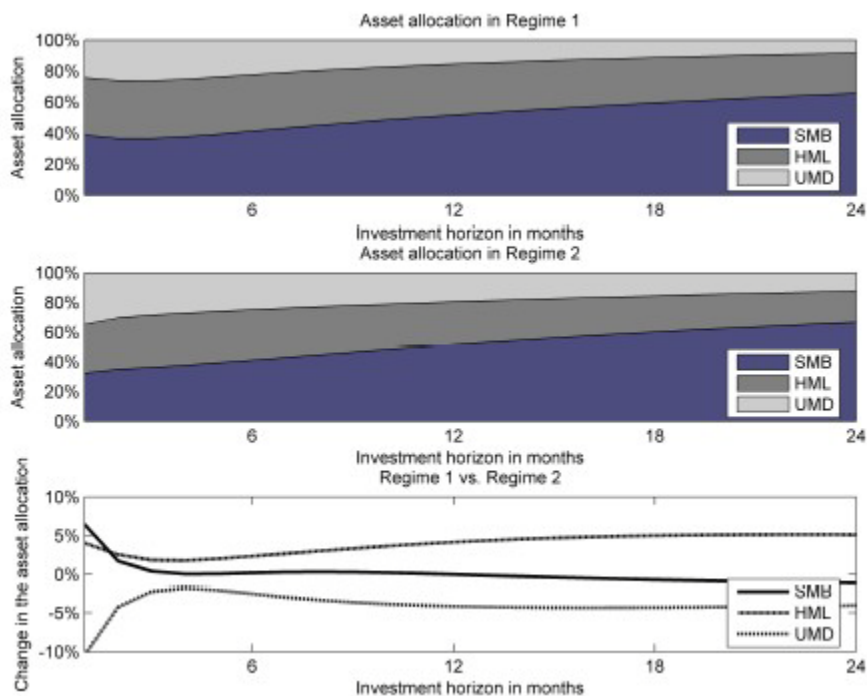 Asset allocation in Regime 1
100%
80%
60%
40%
20%
0%
Asset allocation
SMB
HML
UMD
6
12
18
24
Investment horizon in months
Asset allocation in Regime 2
100%
80%
60%
40%
20%
0%
Asset allocation
SMB
HML
UMD
6
12
18
24
Investment horizon in months
Regime 1 vs. Regime 2
10%
5%
0%
-5%
-10%
Change in the asset allocation
SMB
HML
UMD
6
12
18
24
Investment horizon in months